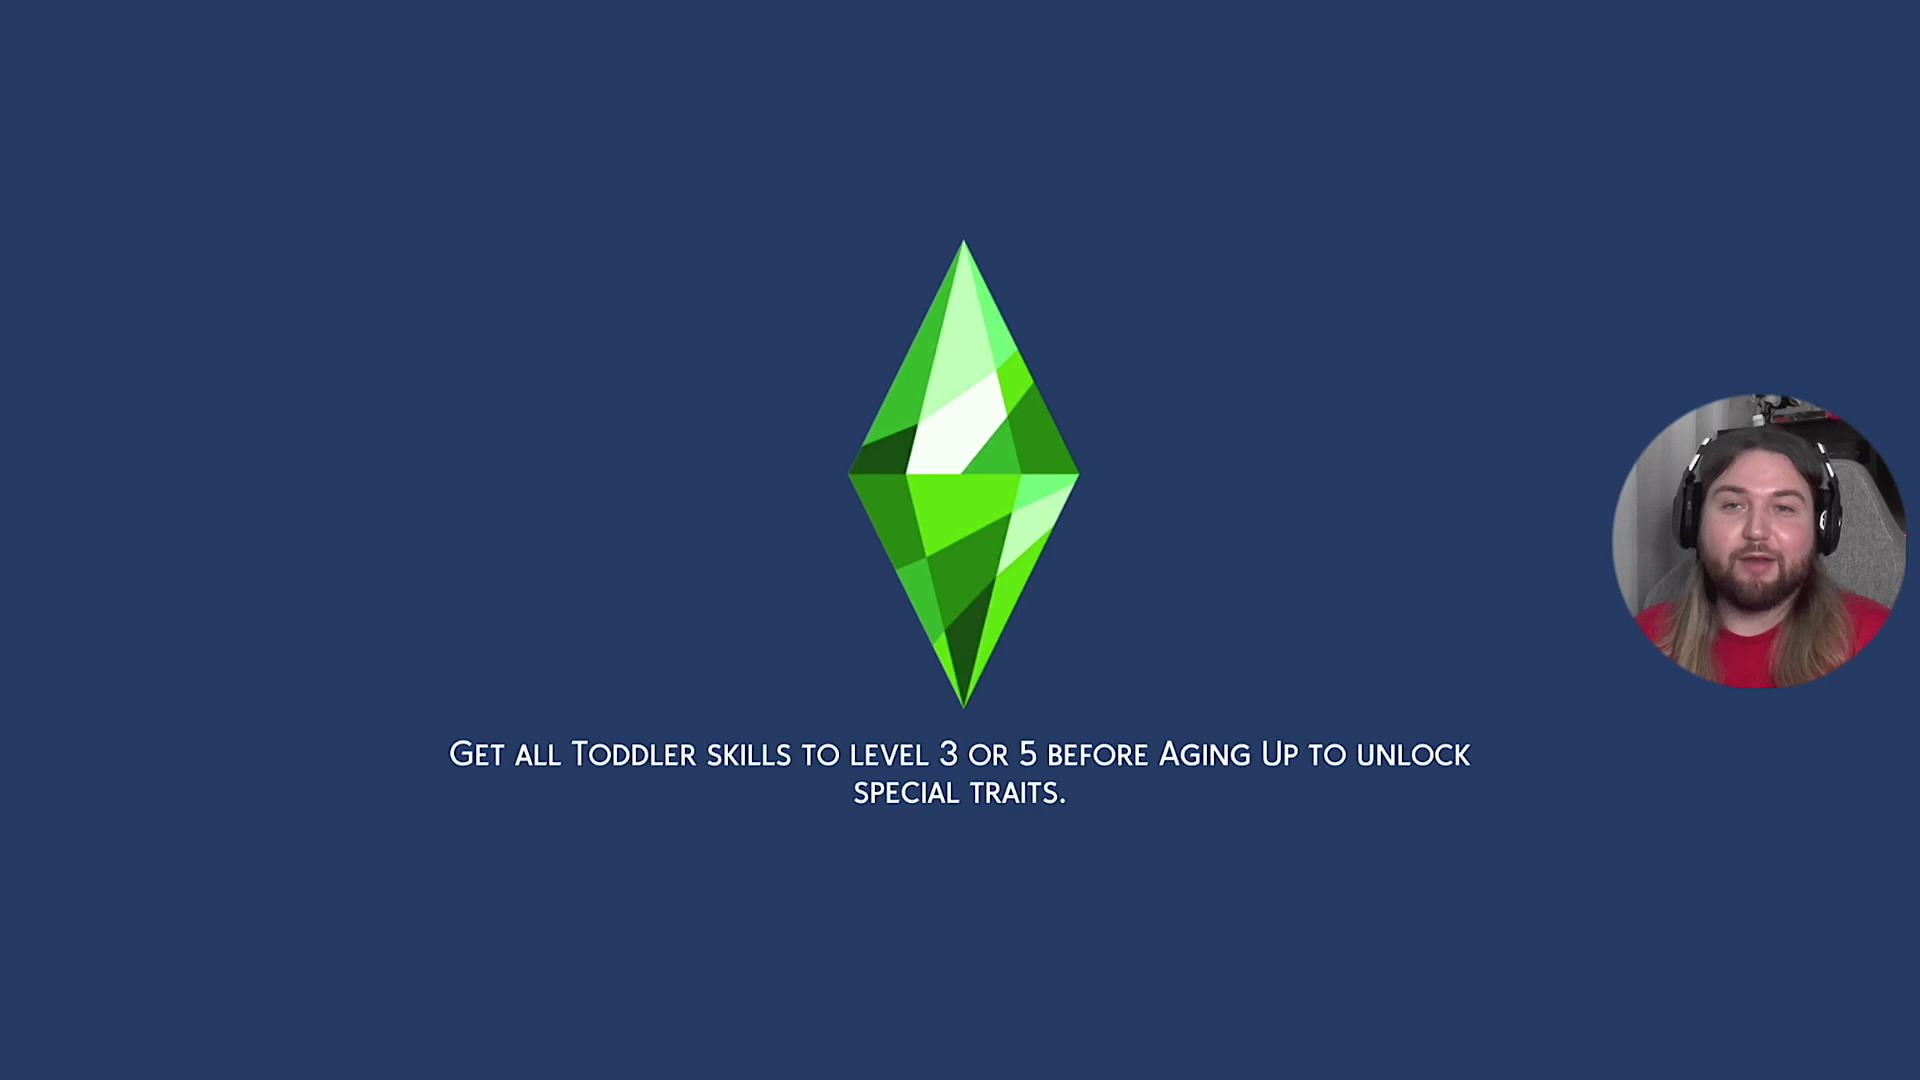 Get all Toddler skills to level 3 or 5 before Aging Up to unlock
special traits.